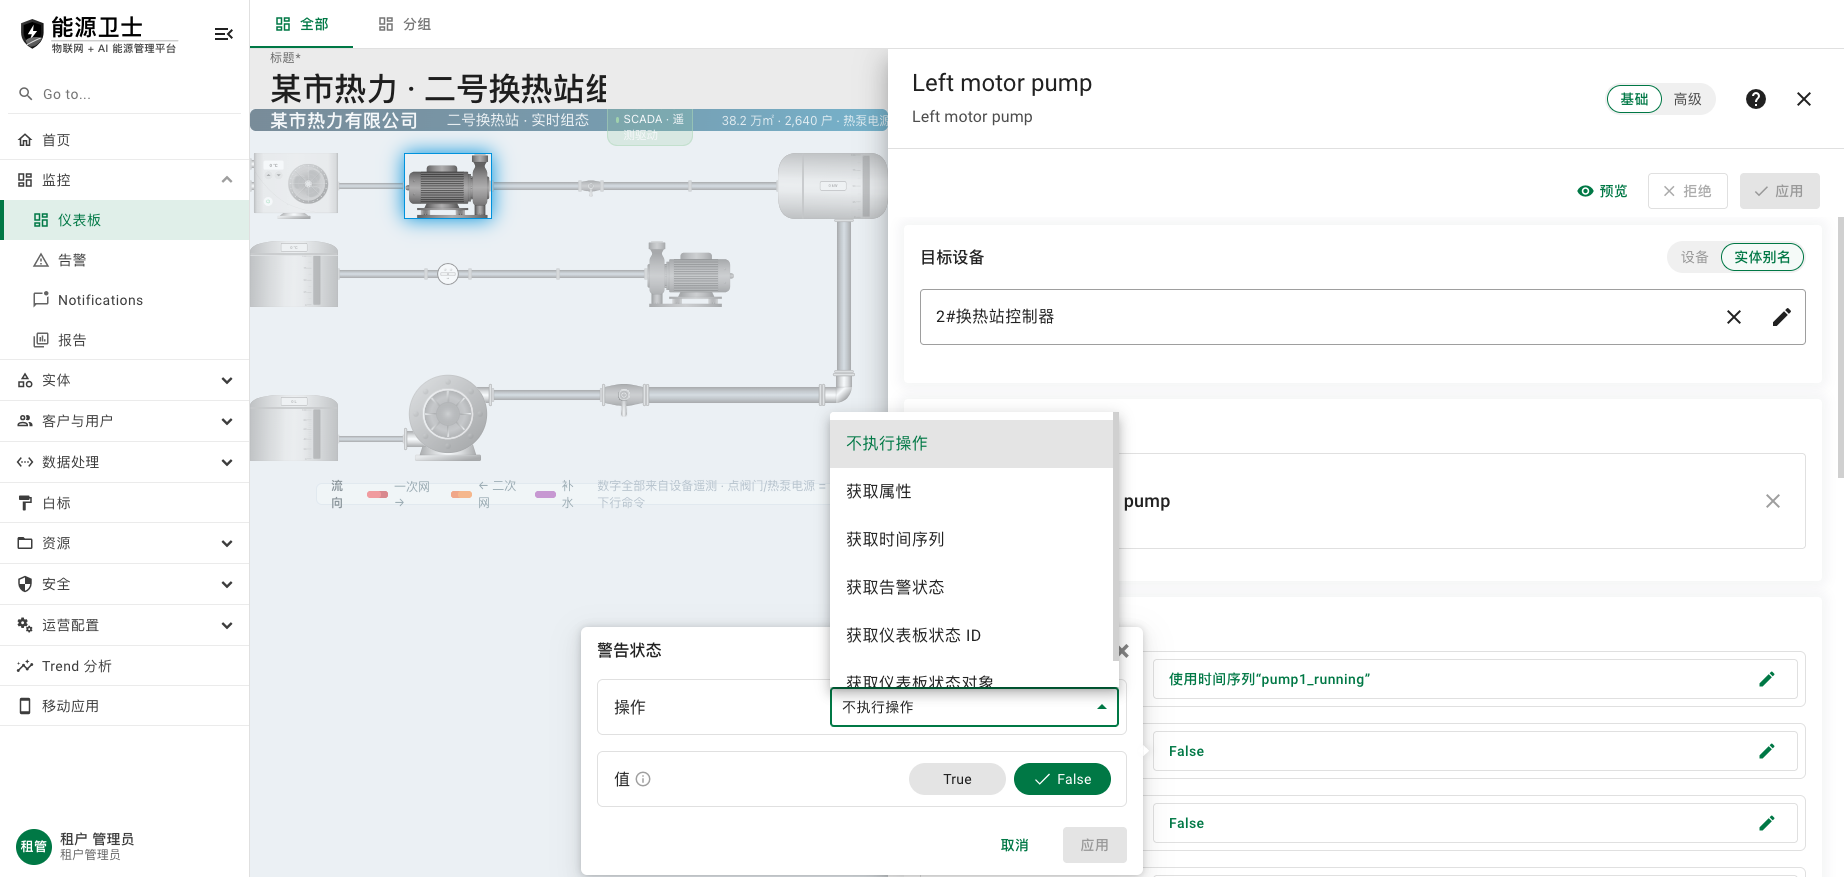 能源卫士
物联网 + AI 能源管理平台
Go to...
首页
监控
仪表板
告警
Notifications
报告
实体
客户与用户
数据处理
白标
资源
安全
运营配置
Trend 分析
移动应用
租管
租户 管理员
租户管理员
全部
分组
标题*
某市热力 · 二号换热站组
某市热力有限公司
二号换热站 · 实时组态
SCADA · 遥
测驱动
38.2 万㎡ · 2,640 户 · 热泵电源
流向
一次网 →
← 二次网
补水
数字全部来自设备遥测 · 点阀门/热泵电源 =
下行命令
Left motor pump
Left motor pump
基础
高级
预览
拒绝
应用
目标设备
设备
实体别名
2#换热站控制器
pump
使用时间序列“pump1_running”
False
False
警告状态
操作
不执行操作
获取属性
获取时间序列
获取告警状态
获取仪表板状态 ID
获取仪表板状态对象
不执行操作
值
True
False
取消
应用